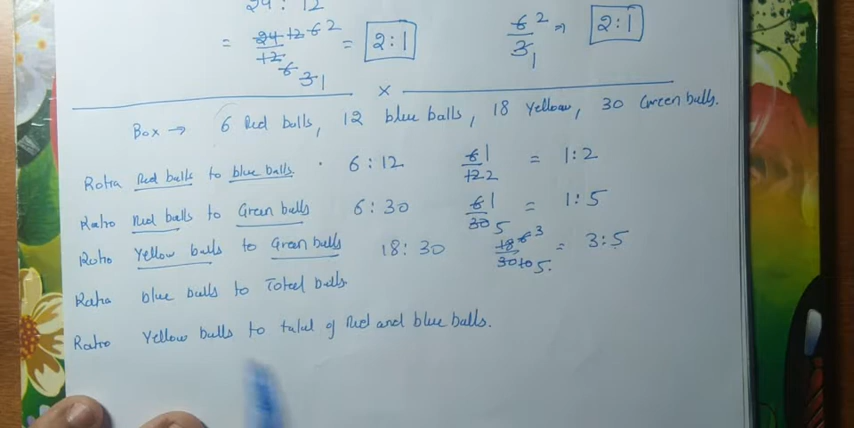 24 : 12
= 24 12 6 2 / 12 6 3 1 = 2:1
6 2 / 3 1 => 2:1
x
Box → 6 Red balls, 12 blue balls, 18 Yellow, 30 Green balls.
Ratio Red balls to blue balls. 6 : 12 6 1 / 12 2 = 1:2
Ratio Red balls to Green balls 6 : 30 6 1 / 30 5 = 1:5
Ratio Yellow balls to Green balls 18 : 30 18 6 3 / 30 10 5. = 3:5
Ratio blue balls to Total balls.
Ratio Yellow balls to total of Red and blue balls.